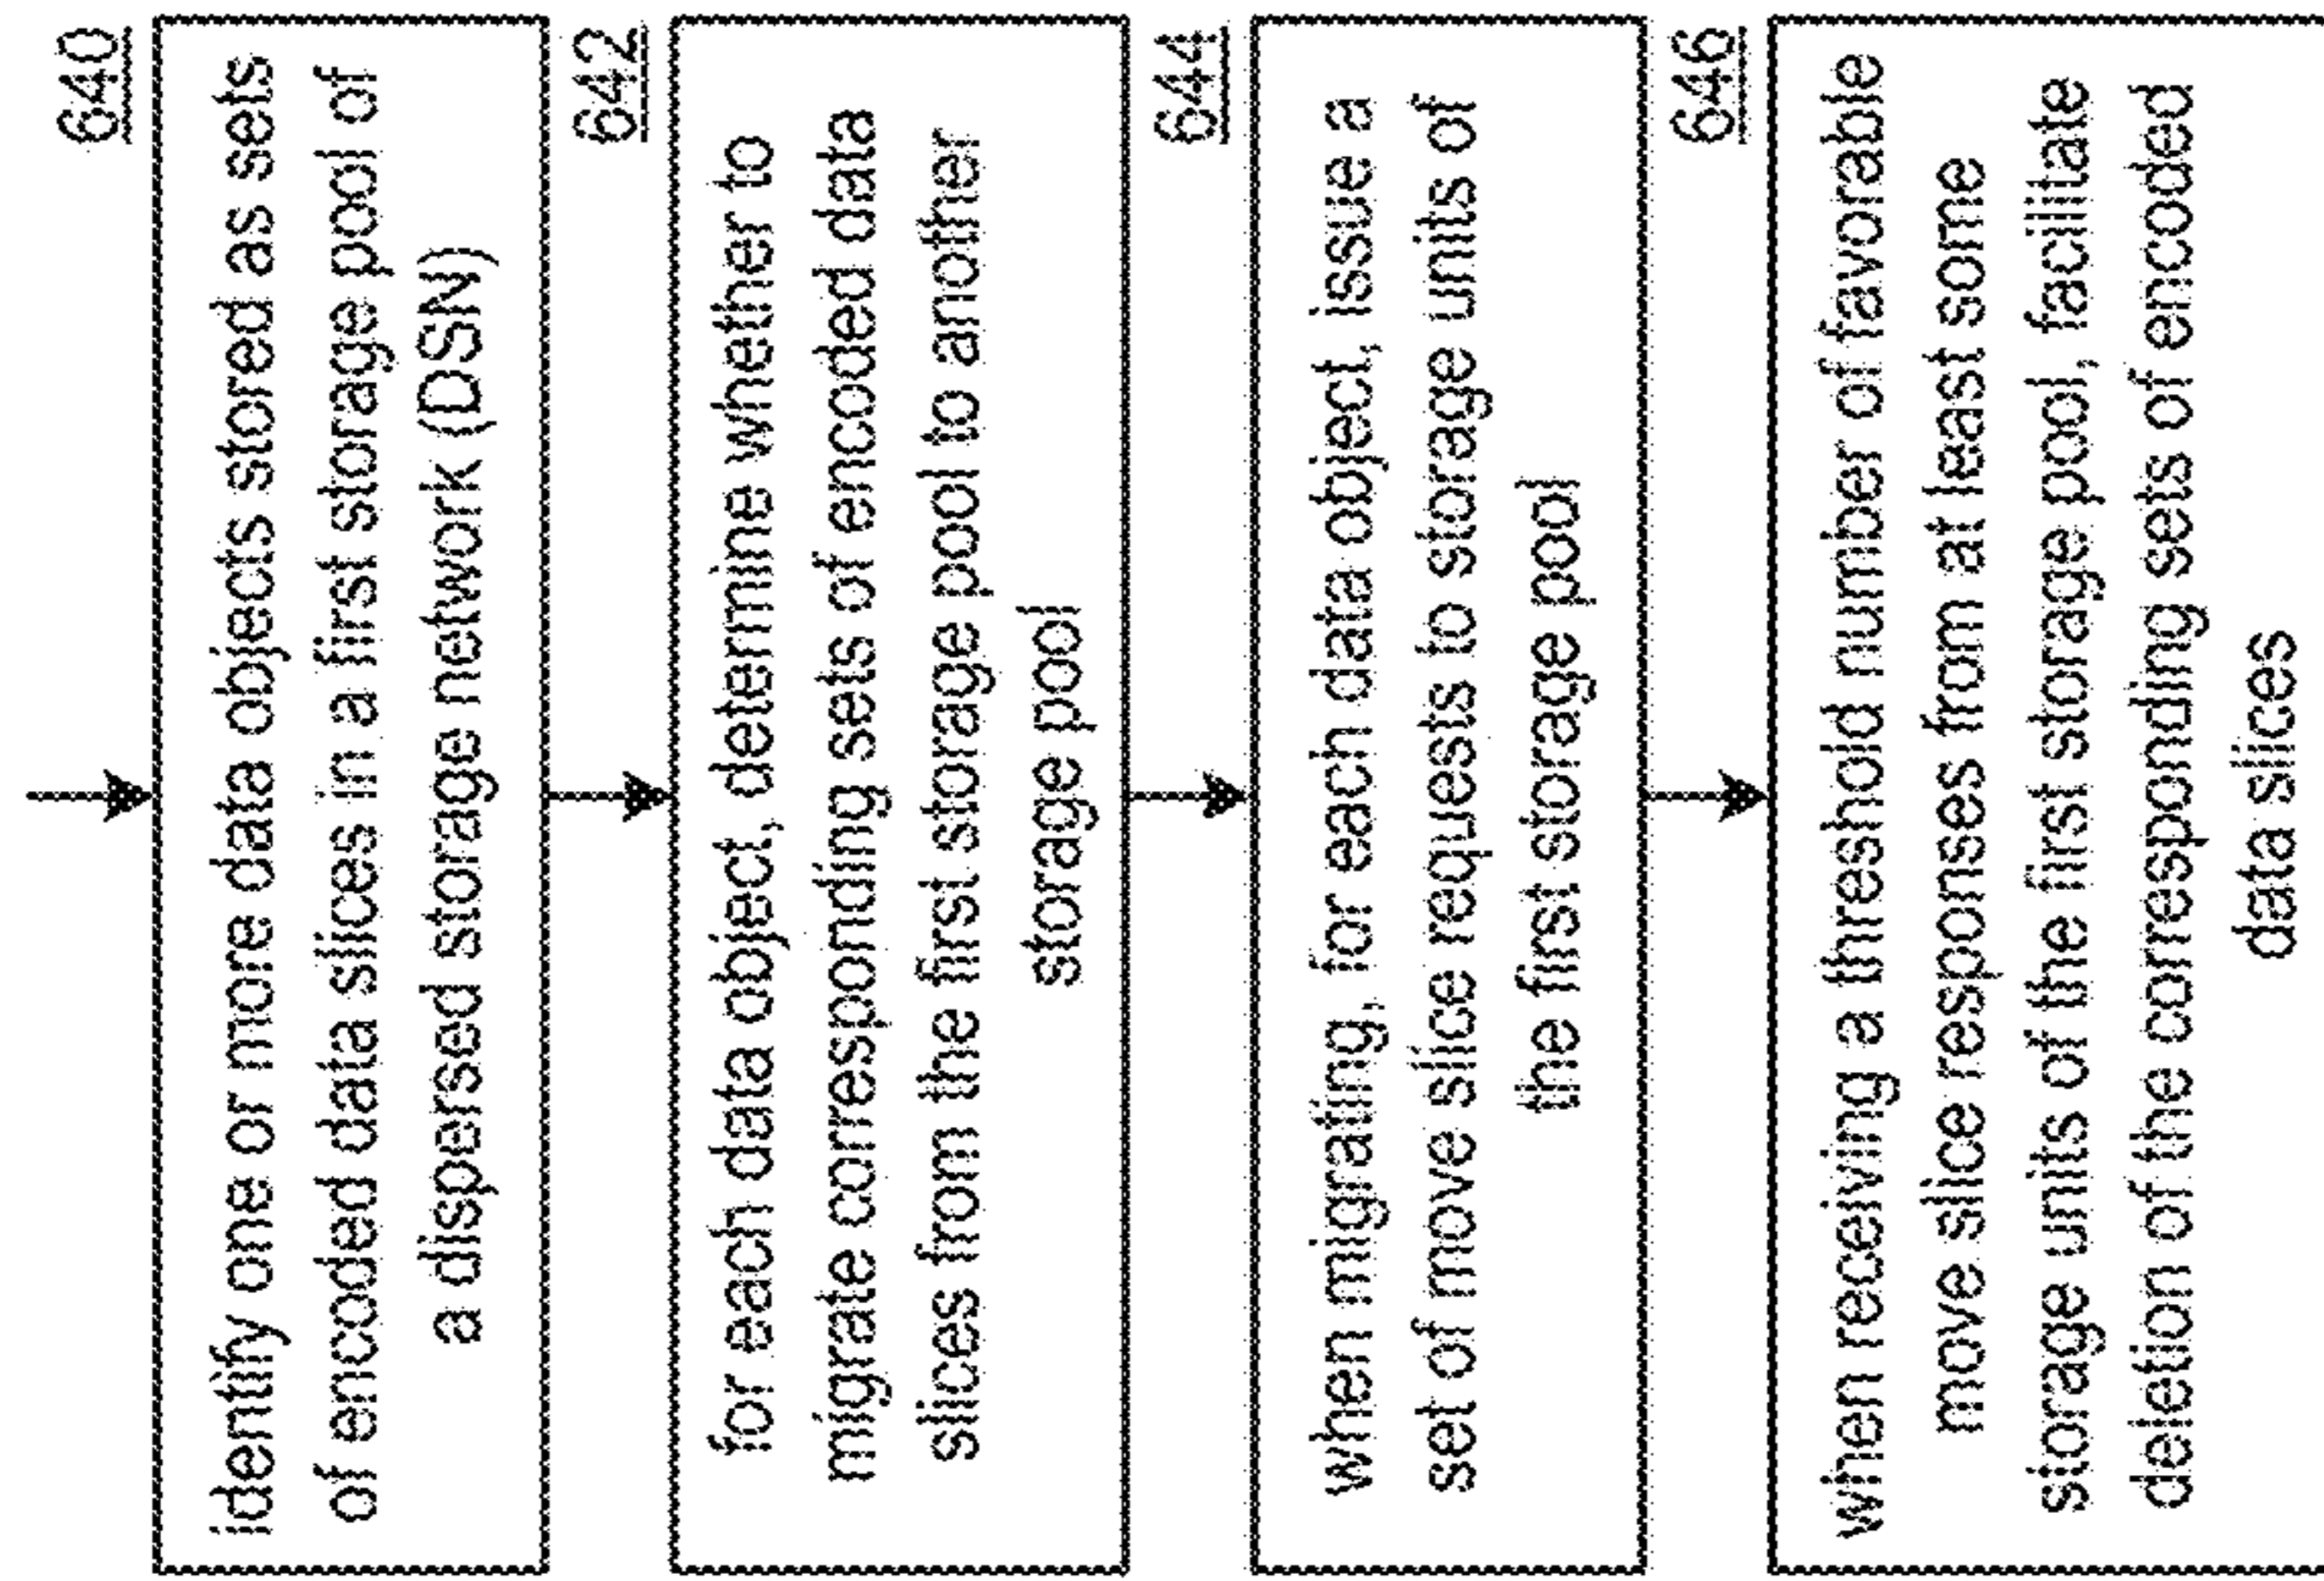 640
identify one or more data objects stored as sets
of encoded data slices in a first storage pool of
a dispersed storage network (DSN)
642
for each data object, determine whether to
migrate corresponding sets of encoded data
slices from the first storage pool to another
storage pool
644
when migrating, for each data object, issue a
set of move slice requests to storage units of
the first storage pool
646
when receiving a threshold number of favorable
move slice responses from at least some
storage units of the first storage pool, facilitate
deletion of the corresponding sets of encoded
data slices